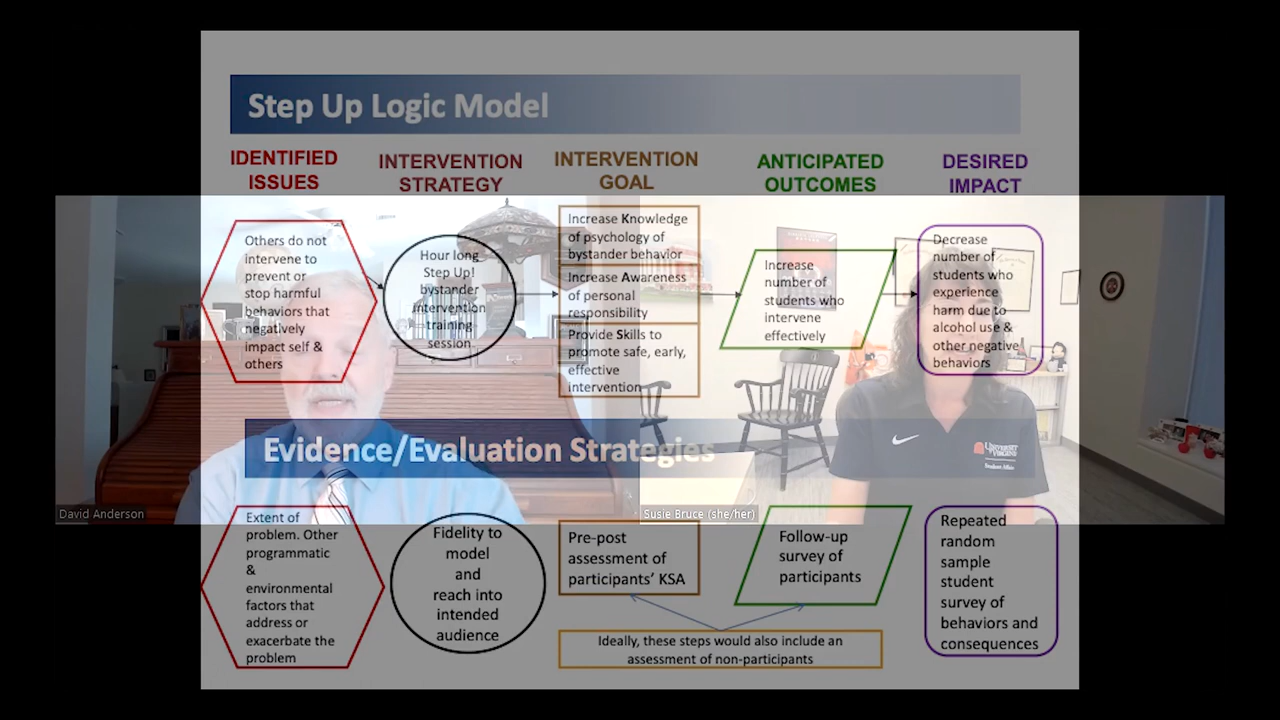 Step Up Logic Model
IDENTIFIED
ISSUES
INTERVENTION
STRATEGY
INTERVENTION
GOAL
ANTICIPATED
OUTCOMES
DESIRED
IMPACT
Others do not
intervene to
prevent or
stop harmful
behaviors that
negatively
impact self &
others
Hour long
Step Up!
bystander
intervention
training
session
Increase Knowledge
of psychology of
bystander behavior
Increase Awareness
of personal
responsibility
Provide Skills to
promote safe, early,
effective
intervention
Increase
number of
students who
intervene
effectively
Decrease
number of
students who
experience
harm due to
alcohol use &
other negative
behaviors
UNIVERSITY
of VIRGINIA
Student Affairs
Evidence/Evaluation Strategies
David Anderson
Susie Bruce (she/her)
Extent of
problem. Other
programmatic
&
environmental
factors that
address or
exacerbate the
problem
Fidelity to
model
and
reach into
intended
audience
Pre-post
assessment of
participants' KSA
Follow-up
survey of
participants
Repeated
random
sample
student
survey of
behaviors and
consequences
Ideally, these steps would also include an
assessment of non-participants